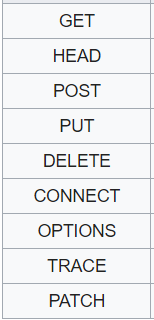 GET
HEAD
POST
PUT
DELETE
CONNECT
OPTIONS
TRACE
PATCH